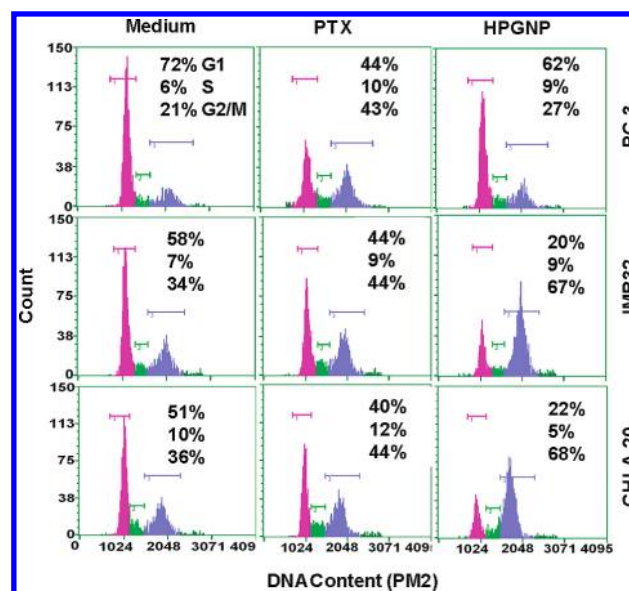 Medium PTX HPGNP
150 113 75 38 0
72% G1
6% S
21% G2/M
44%
10%
43%
62%
9%
27%
150 113 75 38 0
58%
7%
34%
44%
9%
44%
20%
9%
67%
Count
150 113 75 38 0
51%
10%
36%
40%
12%
44%
22%
5%
68%
0 1024 2048 3071 409
1024 2048 3071 4095
1024 2048 3071 4095
DNA Content (PM2)